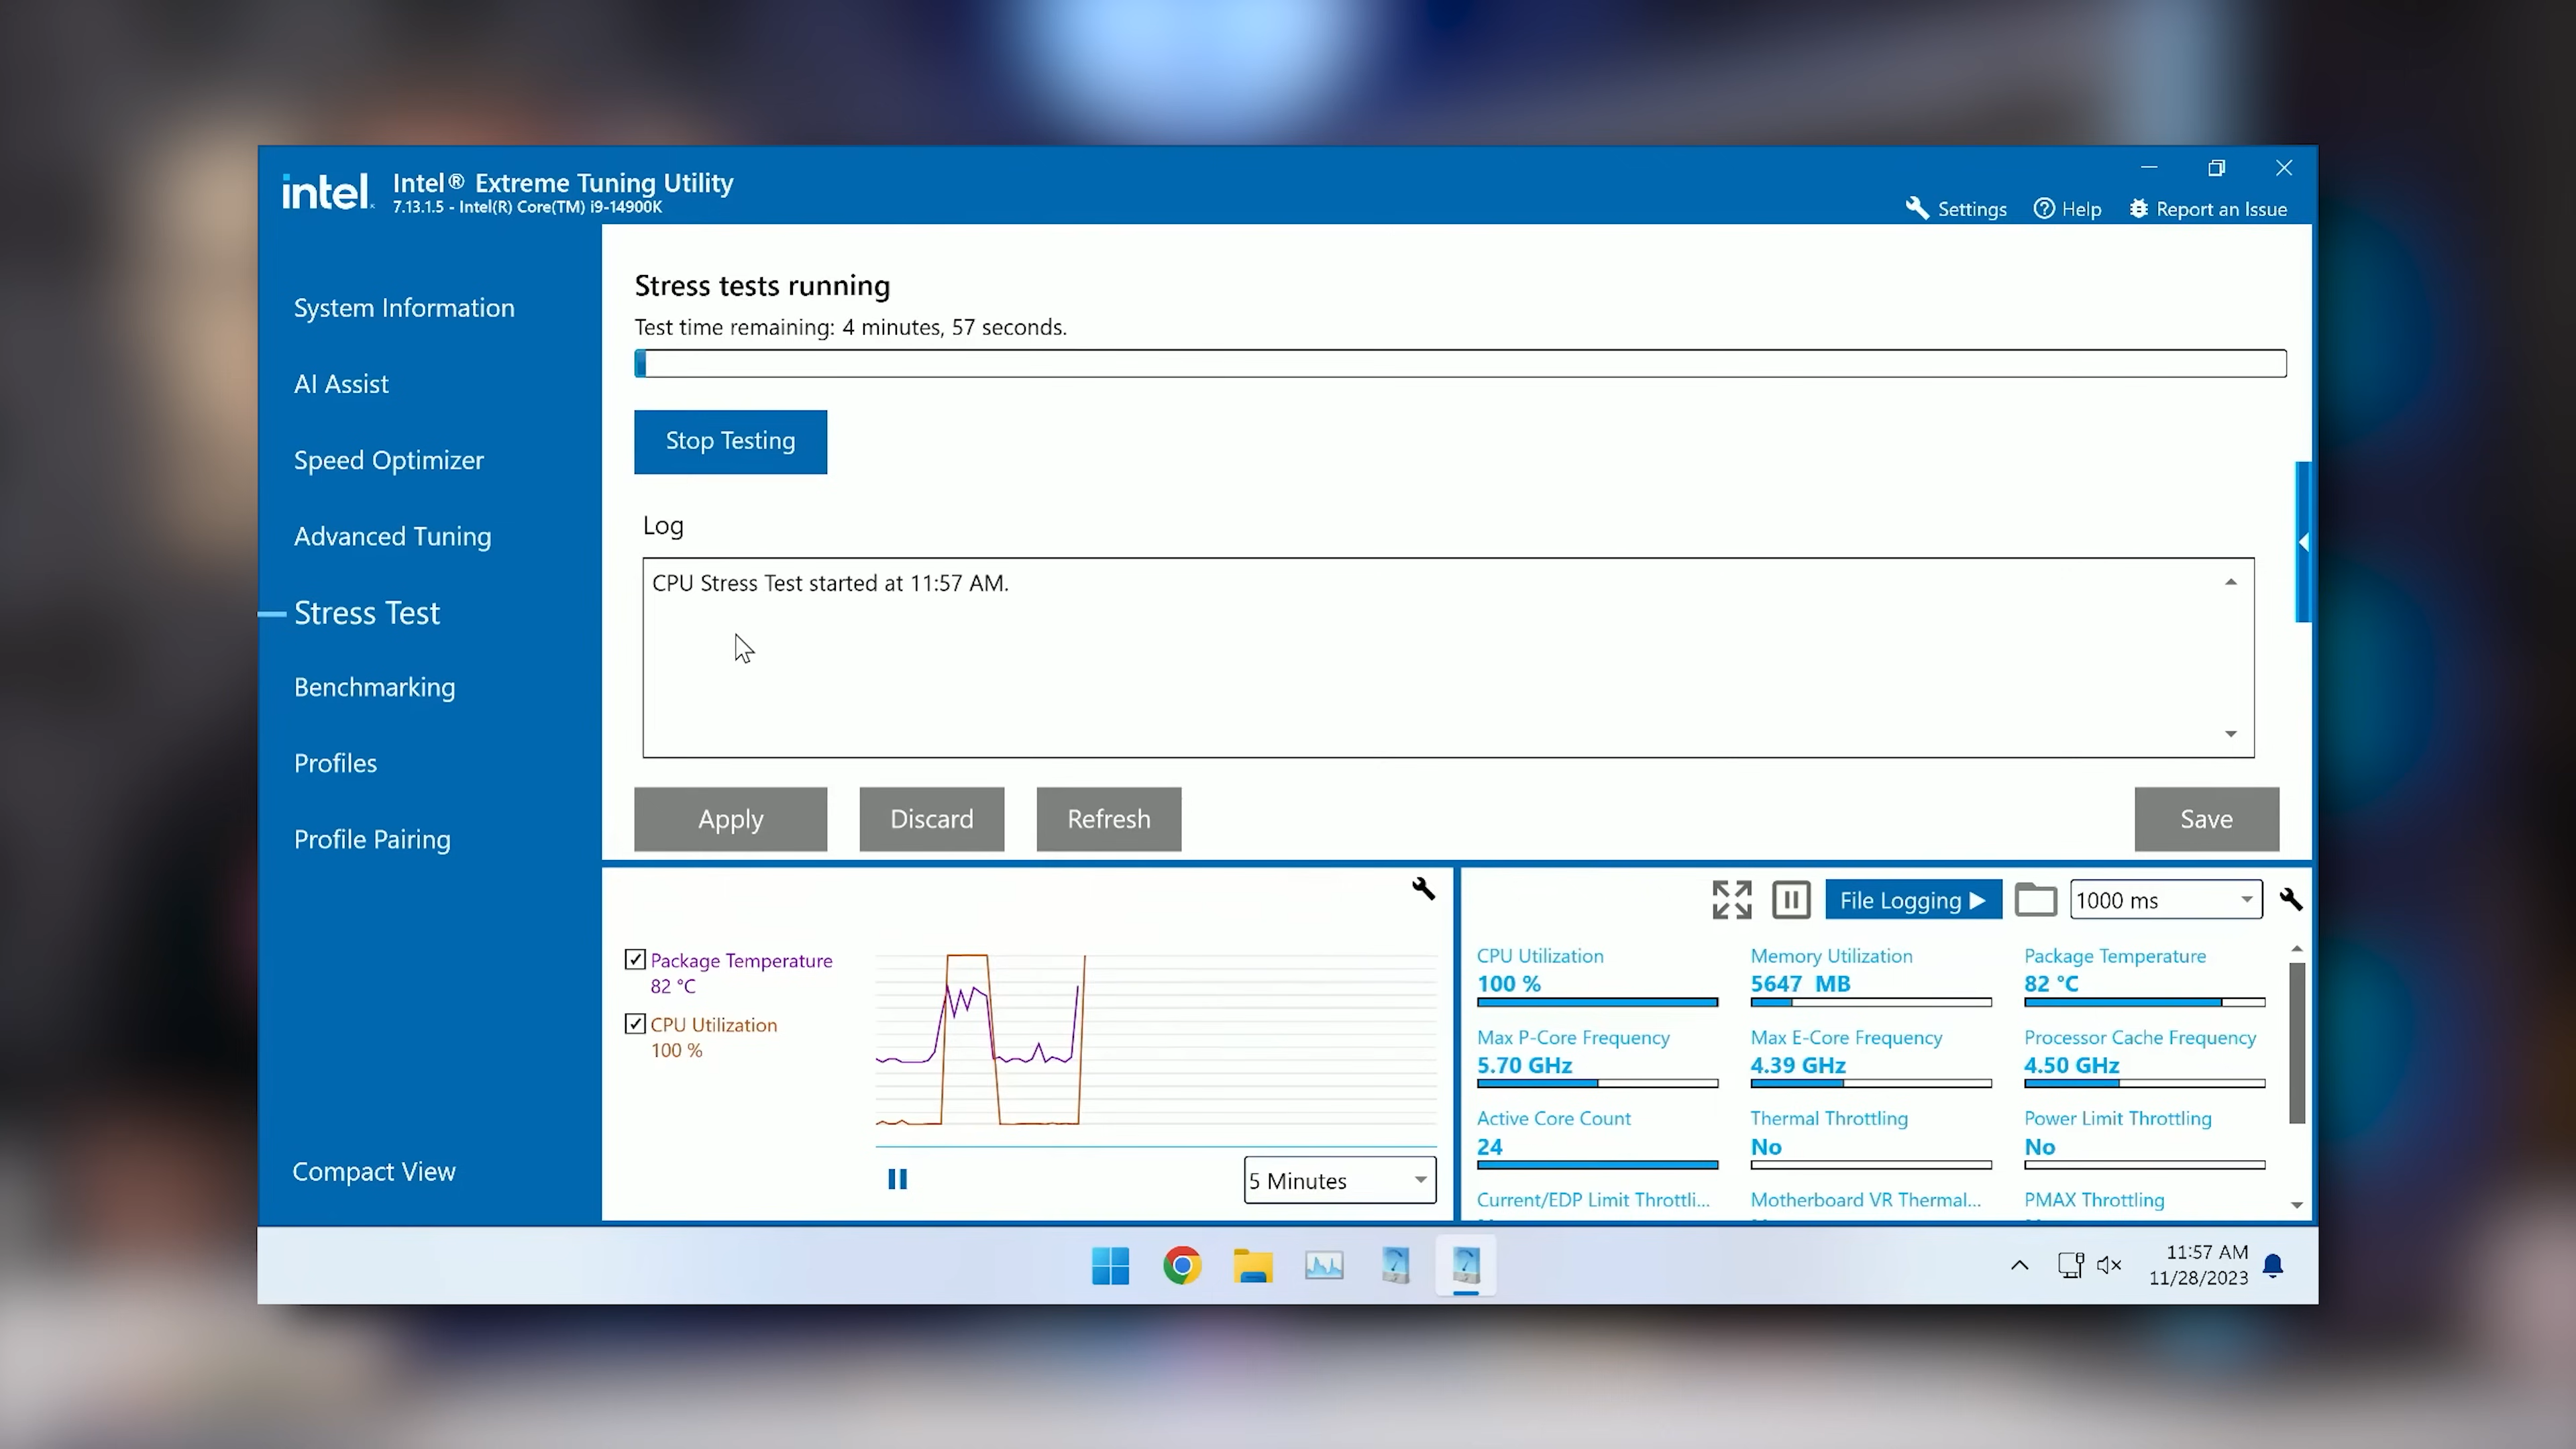 intel
Intel® Extreme Tuning Utility
7.13.1.5 - Intel(R) Core(TM) i9-14900K
Settings
Help
Report an Issue
System Information
AI Assist
Speed Optimizer
Advanced Tuning
Stress Test
Benchmarking
Profiles
Profile Pairing
Compact View
Stress tests running
Test time remaining: 4 minutes, 57 seconds.
Stop Testing
Log
CPU Stress Test started at 11:57 AM.
Apply
Discard
Refresh
Save
Package Temperature
82 °C
CPU Utilization
100 %
5 Minutes
File Logging
1000 ms
CPU Utilization
100 %
Memory Utilization
5647 MB
Package Temperature
82 °C
Max P-Core Frequency
5.70 GHz
Max E-Core Frequency
4.39 GHz
Processor Cache Frequency
4.50 GHz
Active Core Count
24
Thermal Throttling
No
Power Limit Throttling
No
Current/EDP Limit Throttli...
Motherboard VR Thermal...
PMAX Throttling
11:57 AM
11/28/2023